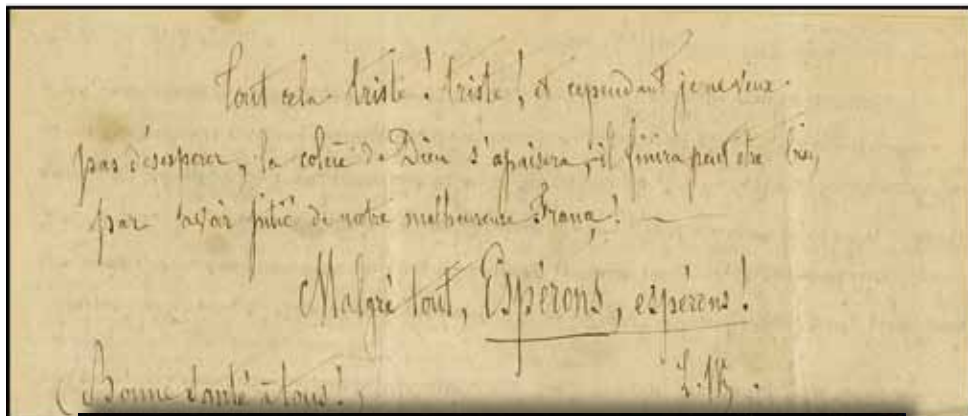 Tout cela triste ! triste ! et cependant je ne veux
pas désespérer, la colère de Dieu s'apaisera, il finira peut être bien
par avoir pitié de notre malheureuse France !
Malgré tout, Espérons, espérons !
( Bonne santé à tous !